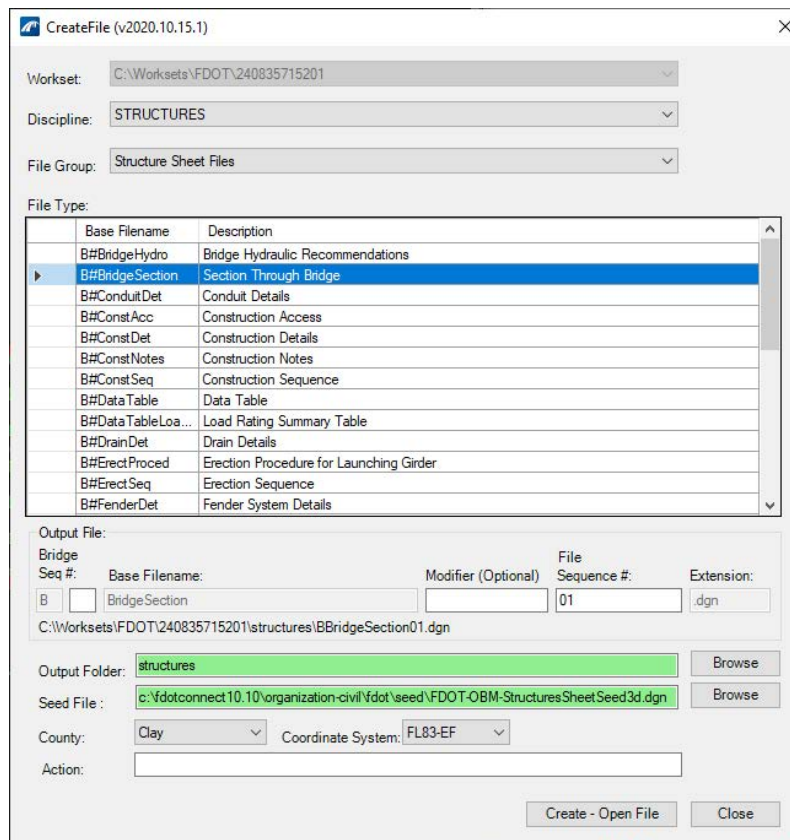 CreateFile (v2020.10.15.1)
Workset: C:\Worksets\FDOT\240835715201
Discipline: STRUCTURES
File Group: Structure Sheet Files
File Type:
Base Filename Description
B#BridgeHydro Bridge Hydraulic Recommendations
B#BridgeSection Section Through Bridge
B#ConduitDet Conduit Details
B#ConstAcc Construction Access
B#ConstDet Construction Details
B#ConstNotes Construction Notes
B#ConstSeq Construction Sequence
B#DataTable Data Table
B#DataTableLoa... Load Rating Summary Table
B#DrainDet Drain Details
B#ErectProced Erection Procedure for Launching Girder
B#ErectSeq Erection Sequence
B#FenderDet Fender System Details
Output File:
Bridge File
Seq #: Base Filename: Modifier (Optional) Sequence #: Extension:
B BridgeSection 01 .dgn
C:\Worksets\FDOT\240835715201\structures\BBridgeSection01.dgn
Output Folder: structures Browse
Seed File : c:\fdotconnect10.10\organization-civil\fdot\seed\FDOT-OBM-StructuresSheetSeed3d.dgn Browse
County: Clay Coordinate System: FL83-EF
Action:
Create - Open File Close